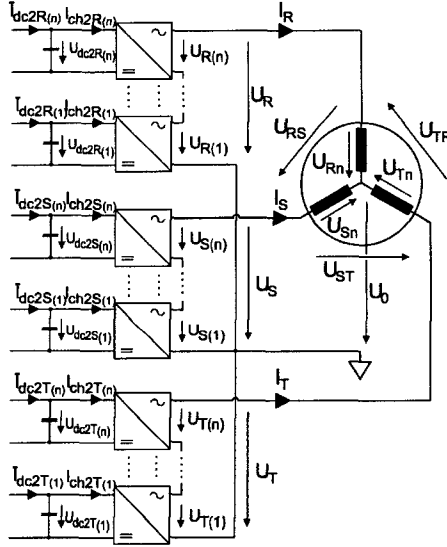 Idc2R(n) Ich2R(n)
Udc2R(n)
UR(n)
IR
UR
Idc2R(1) Ich2R(1)
Udc2R(1)
UR(1)
URS
UTR
URn
UTn
USn
Idc2S(n) Ich2S(n)
Udc2S(n)
US(n)
IS
UST
US
U0
Idc2S(1) Ich2S(1)
Udc2S(1)
US(1)
Idc2T(n) Ich2T(n)
Udc2T(n)
UT(n)
IT
UT
Idc2T(1) Ich2T(1)
Udc2T(1)
UT(1)